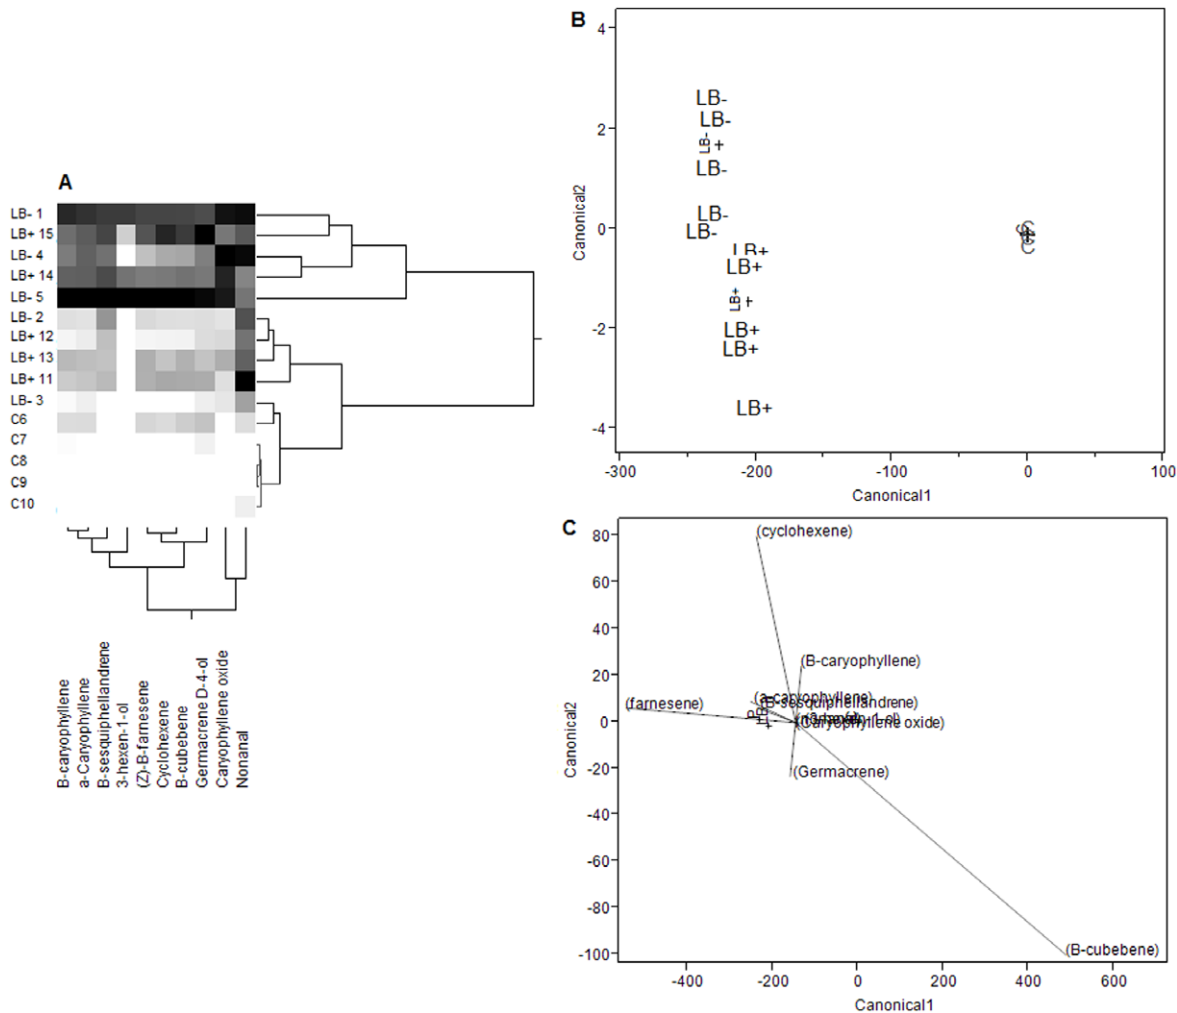 A
LB- 1
LB+ 15
LB- 4
LB+ 14
LB- 5
LB- 2
LB+ 12
LB+ 13
LB+ 11
LB- 3
C6
C7
C8
C9
C10
B-caryophyllene
a-Caryophyllene
B-sesquiphellandrene
3-hexen-1-ol
(Z)-B-farnesene
Cyclohexene
B-cubebene
Germacrene D-4-ol
Caryophyllene oxide
Nonanal
B
4
2
0
-2
-4
Canonical2
LB-
LB-
LB- +
LB-
LB-
LB-
LB+
LB+
LB+ +
LB+
LB+
LB+
C
C
-300
-200
-100
0
100
Canonical1
C
80
60
40
20
0
-20
-40
-60
-80
-100
Canonical2
(cyclohexene)
(B-caryophyllene)
(a-caryophyllene)
(B-sesquiphellandrene)
(farnesene)
(Caryophyllene oxide)
(Germacrene)
(B-cubebene)
-400
-200
0
200
400
600
Canonical1